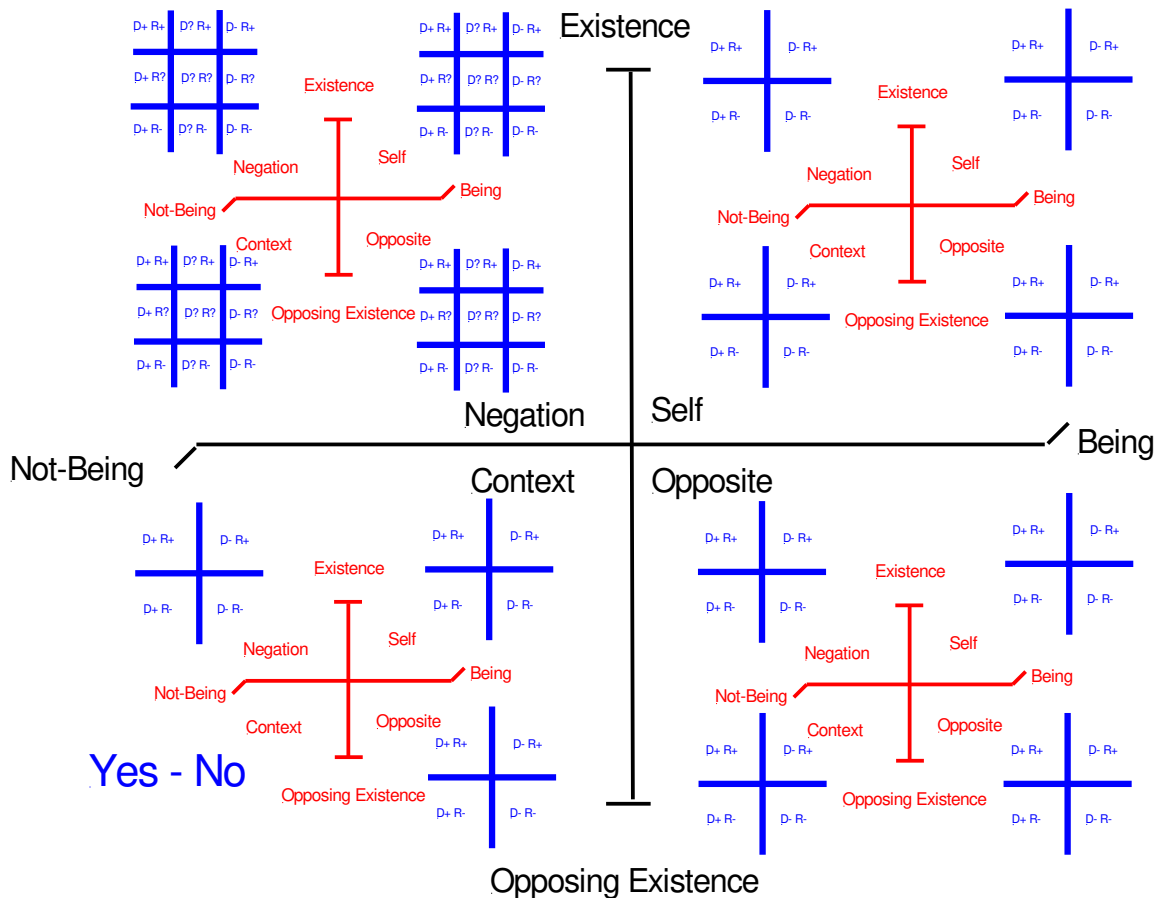 Existence
D+ R+ D? R+ D- R+
D+ R? D? R? D- R?
D+ R- D? R- D- R-
D+ R+ D? R+ D- R+
D+ R? D? R? D- R?
D+ R- D? R- D- R-
Existence
Negation
Self
Not-Being
Being
Context
Opposite
Opposing Existence
D+ R+ D? R+ D- R+
D+ R? D? R? D- R?
D+ R- D? R- D- R-
D+ R+ D? R+ D- R+
D+ R? D? R? D- R?
D+ R- D? R- D- R-
D+ R+ D- R+
D+ R- D- R-
D+ R+ D- R+
D+ R- D- R-
Existence
Negation
Self
Not-Being
Being
Context
Opposite
Opposing Existence
D+ R+ D- R+
D+ R- D- R-
D+ R+ D- R+
D+ R- D- R-
Negation
Self
Not-Being
Being
Context
Opposite
D+ R+ D- R+
D+ R- D- R-
D+ R+ D- R+
D+ R- D- R-
Existence
Negation
Self
Not-Being
Being
Context
Opposite
Opposing Existence
Yes - No
D+ R+ D- R+
D+ R- D- R-
D+ R+ D- R+
D+ R- D- R-
D+ R+ D- R+
D+ R- D- R-
Existence
Negation
Self
Not-Being
Being
Context
Opposite
Opposing Existence
D+ R+ D- R+
D+ R- D- R-
D+ R+ D- R+
D+ R- D- R-
Opposing Existence